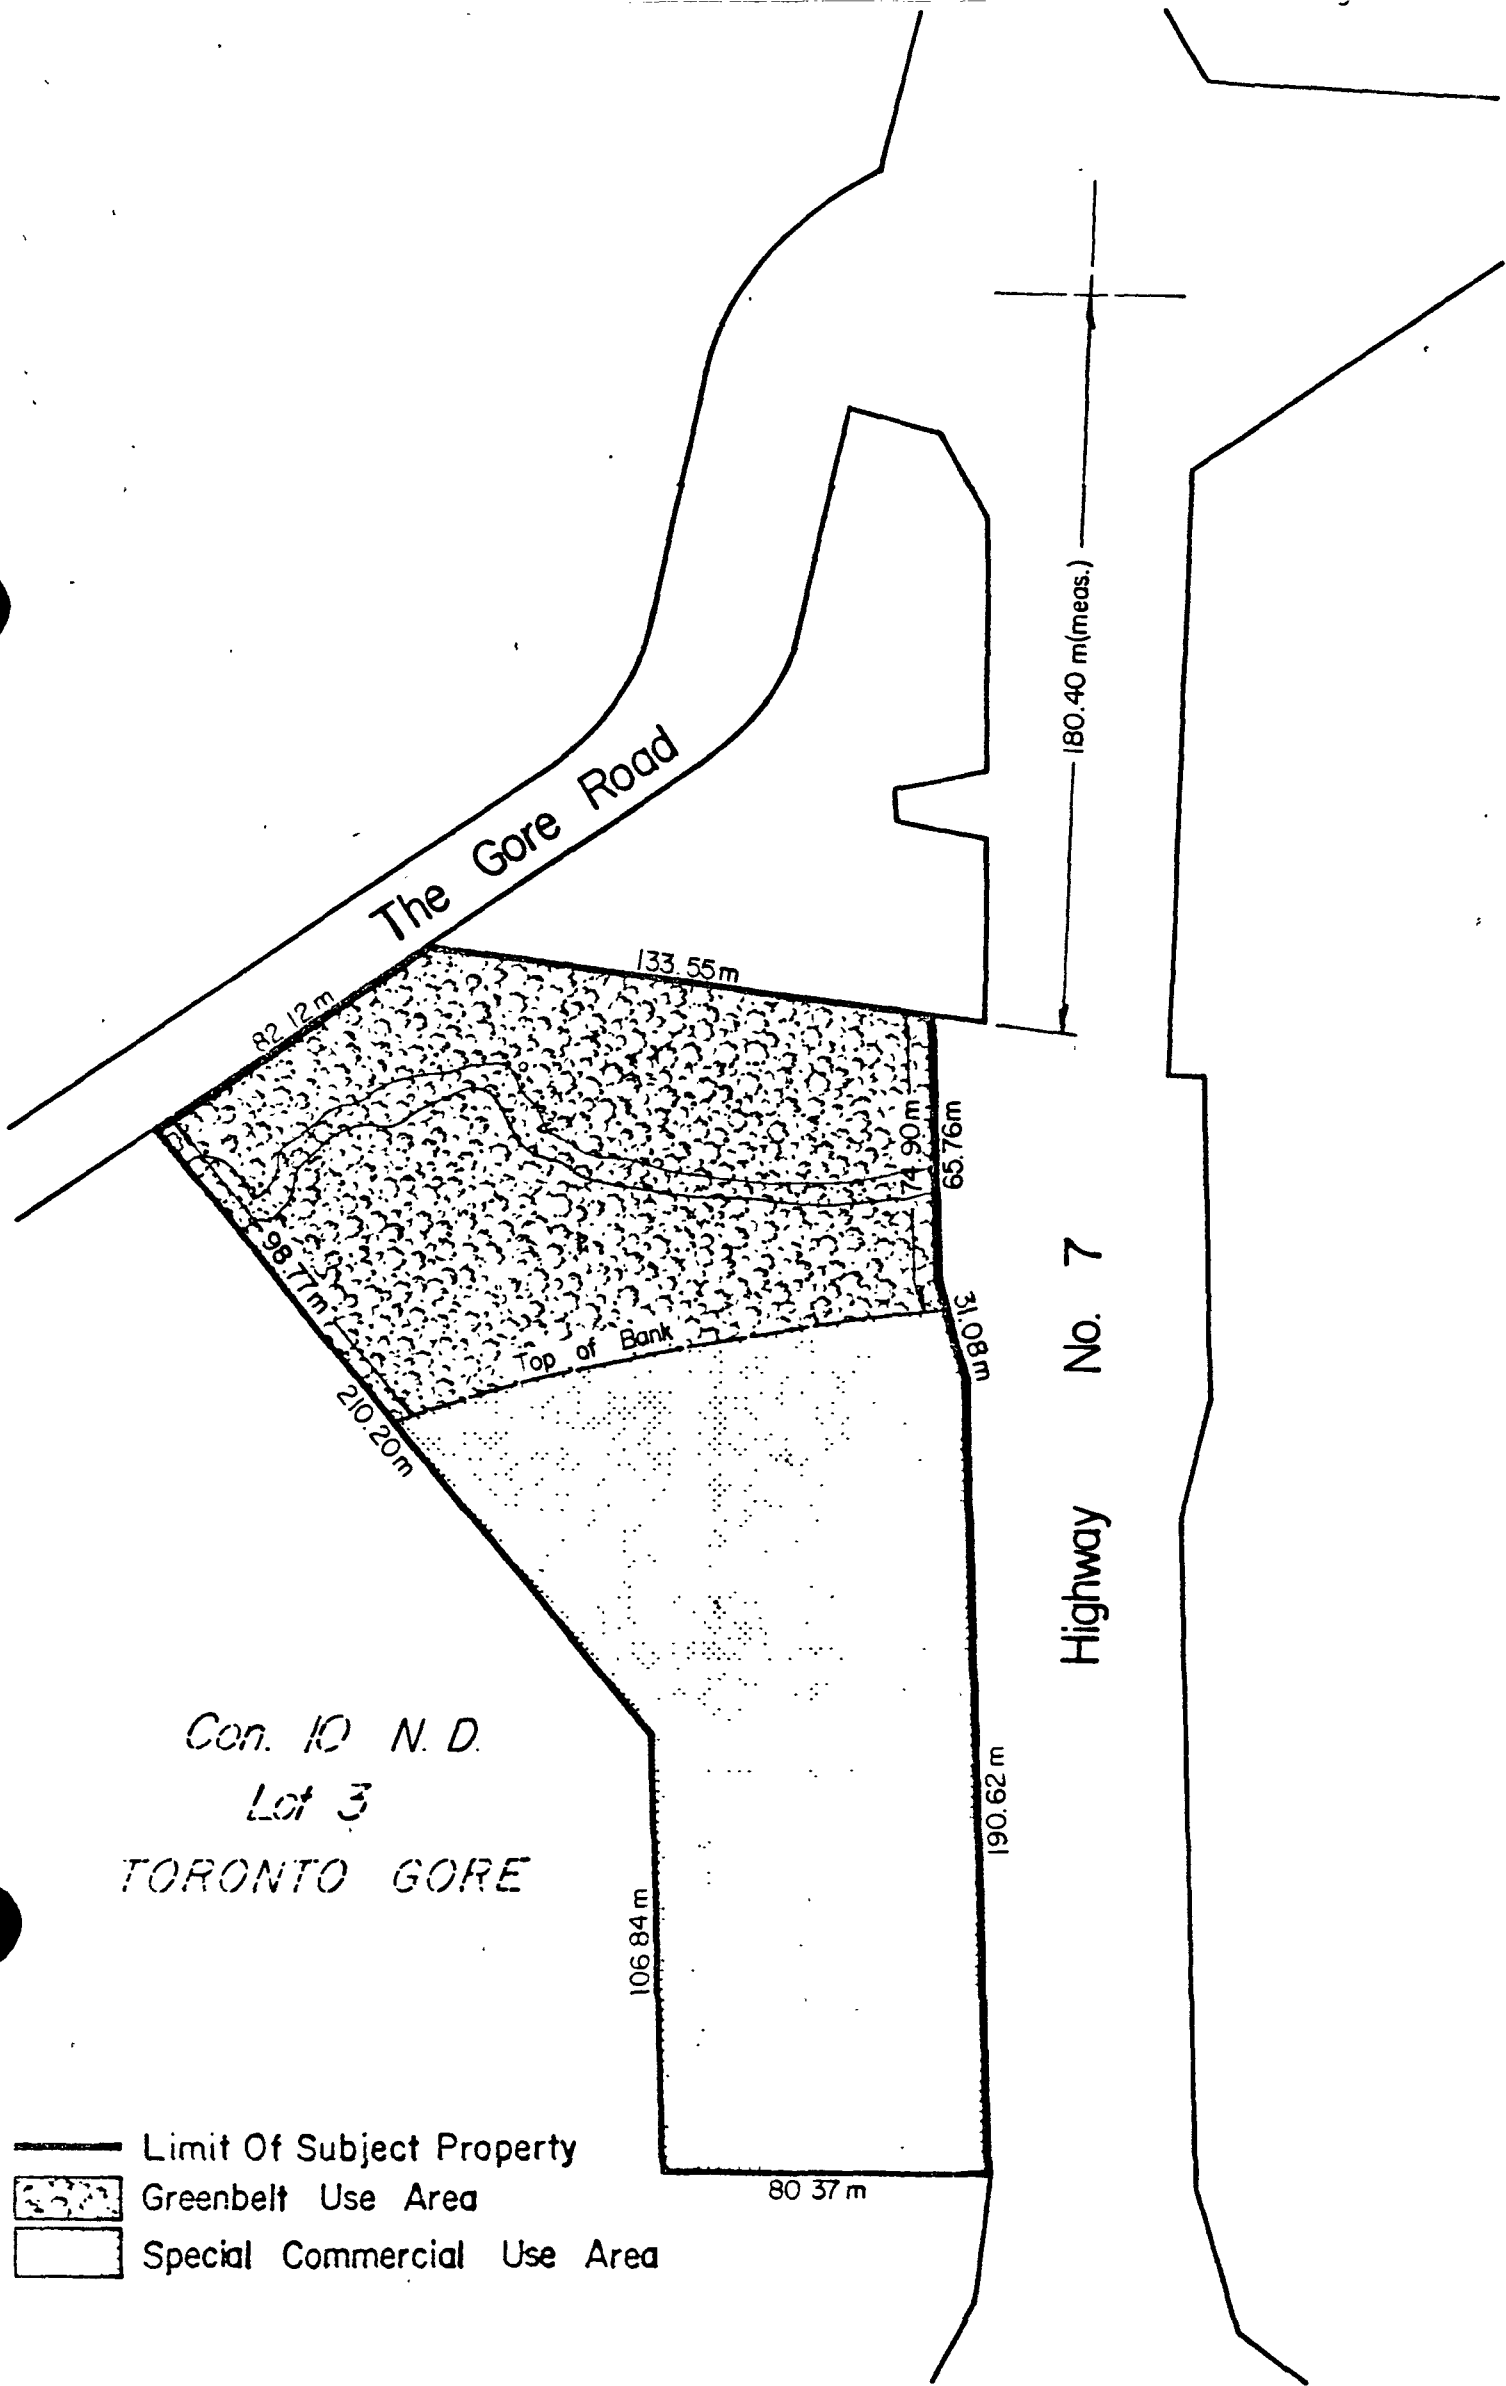 180.40 m(meas.)
The Gore Road
133.55m
82.12m
74.90m
65.76m
98.77m
31.08m
Top of Bank
210.20m
Highway No. 7
Con. 10 N. D.
Lot 3
TORONTO GORE
190.62 m
106 84 m
80 37 m
Limit Of Subject Property
Greenbelt Use Area
Special Commercial Use Area